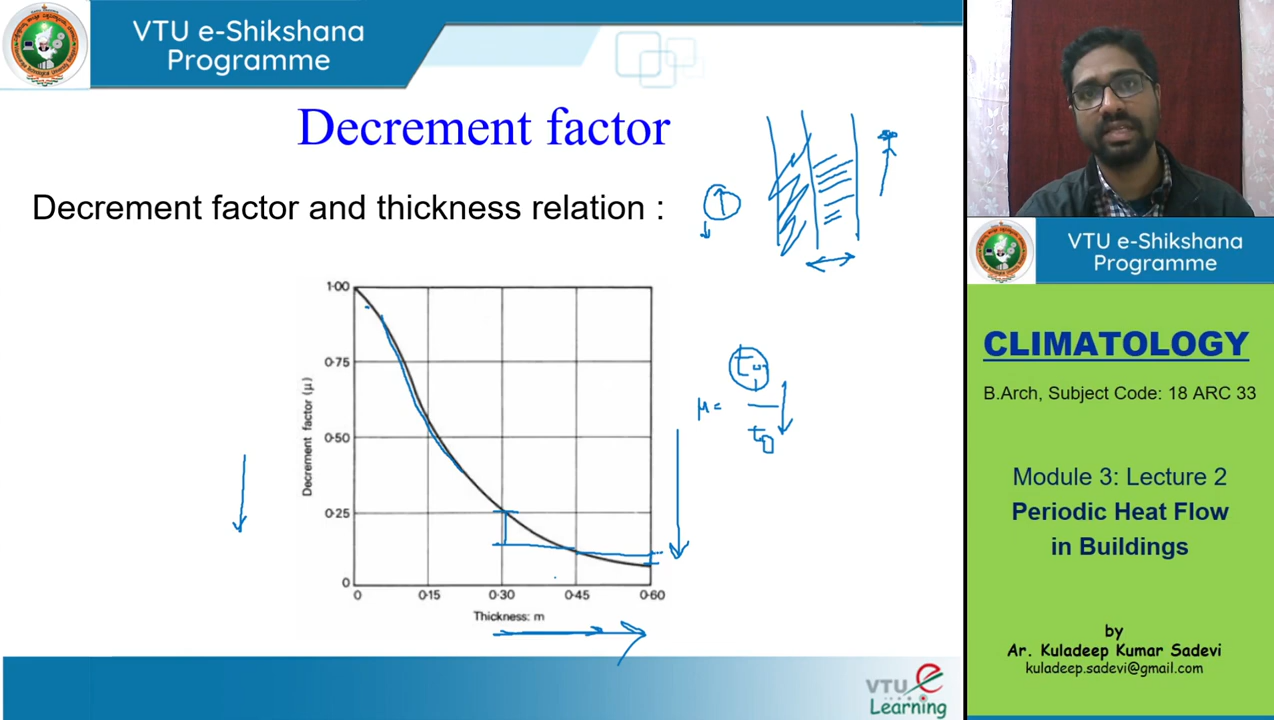 VTU e-Shikshana
Programme
Decrement factor
Decrement factor and thickness relation :
1·00
0·75
0·50
0·25
0
Decrement factor (μ)
0
0·15
0·30
0·45
0·60
Thickness: m
μ=
VTU e
Learning
VTU e-Shikshana
Programme
CLIMATOLOGY
B.Arch, Subject Code: 18 ARC 33
Module 3: Lecture 2
Periodic Heat Flow
in Buildings
by
Ar. Kuladeep Kumar Sadevi
kuladeep.sadevi@gmail.com